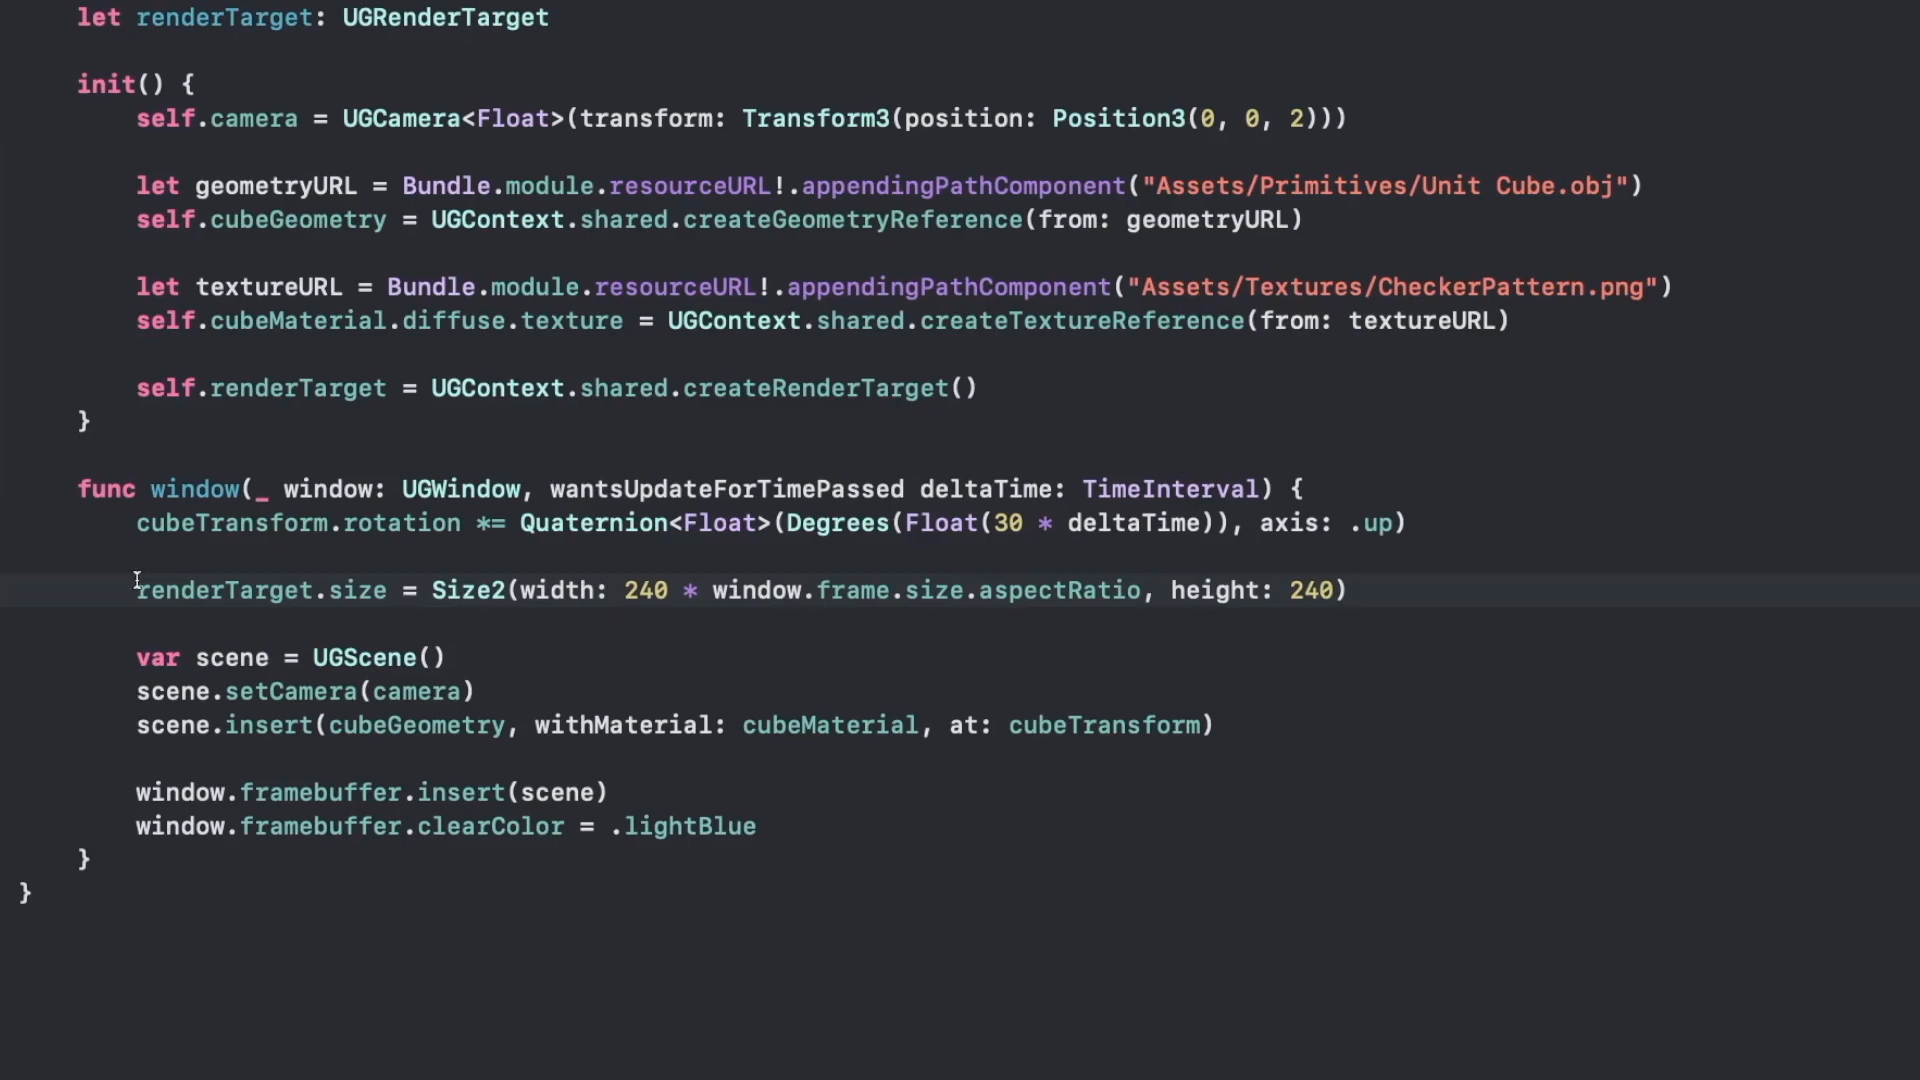 let renderTarget: UGRenderTarget
init() {
self.camera = UGCamera<Float>(transform: Transform3(position: Position3(0, 0, 2)))
let geometryURL = Bundle.module.resourceURL!.appendingPathComponent("Assets/Primitives/Unit Cube.obj")
self.cubeGeometry = UGContext.shared.createGeometryReference(from: geometryURL)
let textureURL = Bundle.module.resourceURL!.appendingPathComponent("Assets/Textures/CheckerPattern.png")
self.cubeMaterial.diffuse.texture = UGContext.shared.createTextureReference(from: textureURL)
self.renderTarget = UGContext.shared.createRenderTarget()
}
func window(_ window: UGWindow, wantsUpdateForTimePassed deltaTime: TimeInterval) {
cubeTransform.rotation *= Quaternion<Float>(Degrees(Float(30 * deltaTime)), axis: .up)
renderTarget.size = Size2(width: 240 * window.frame.size.aspectRatio, height: 240)
var scene = UGScene()
scene.setCamera(camera)
scene.insert(cubeGeometry, withMaterial: cubeMaterial, at: cubeTransform)
window.framebuffer.insert(scene)
window.framebuffer.clearColor = .lightBlue
}
}